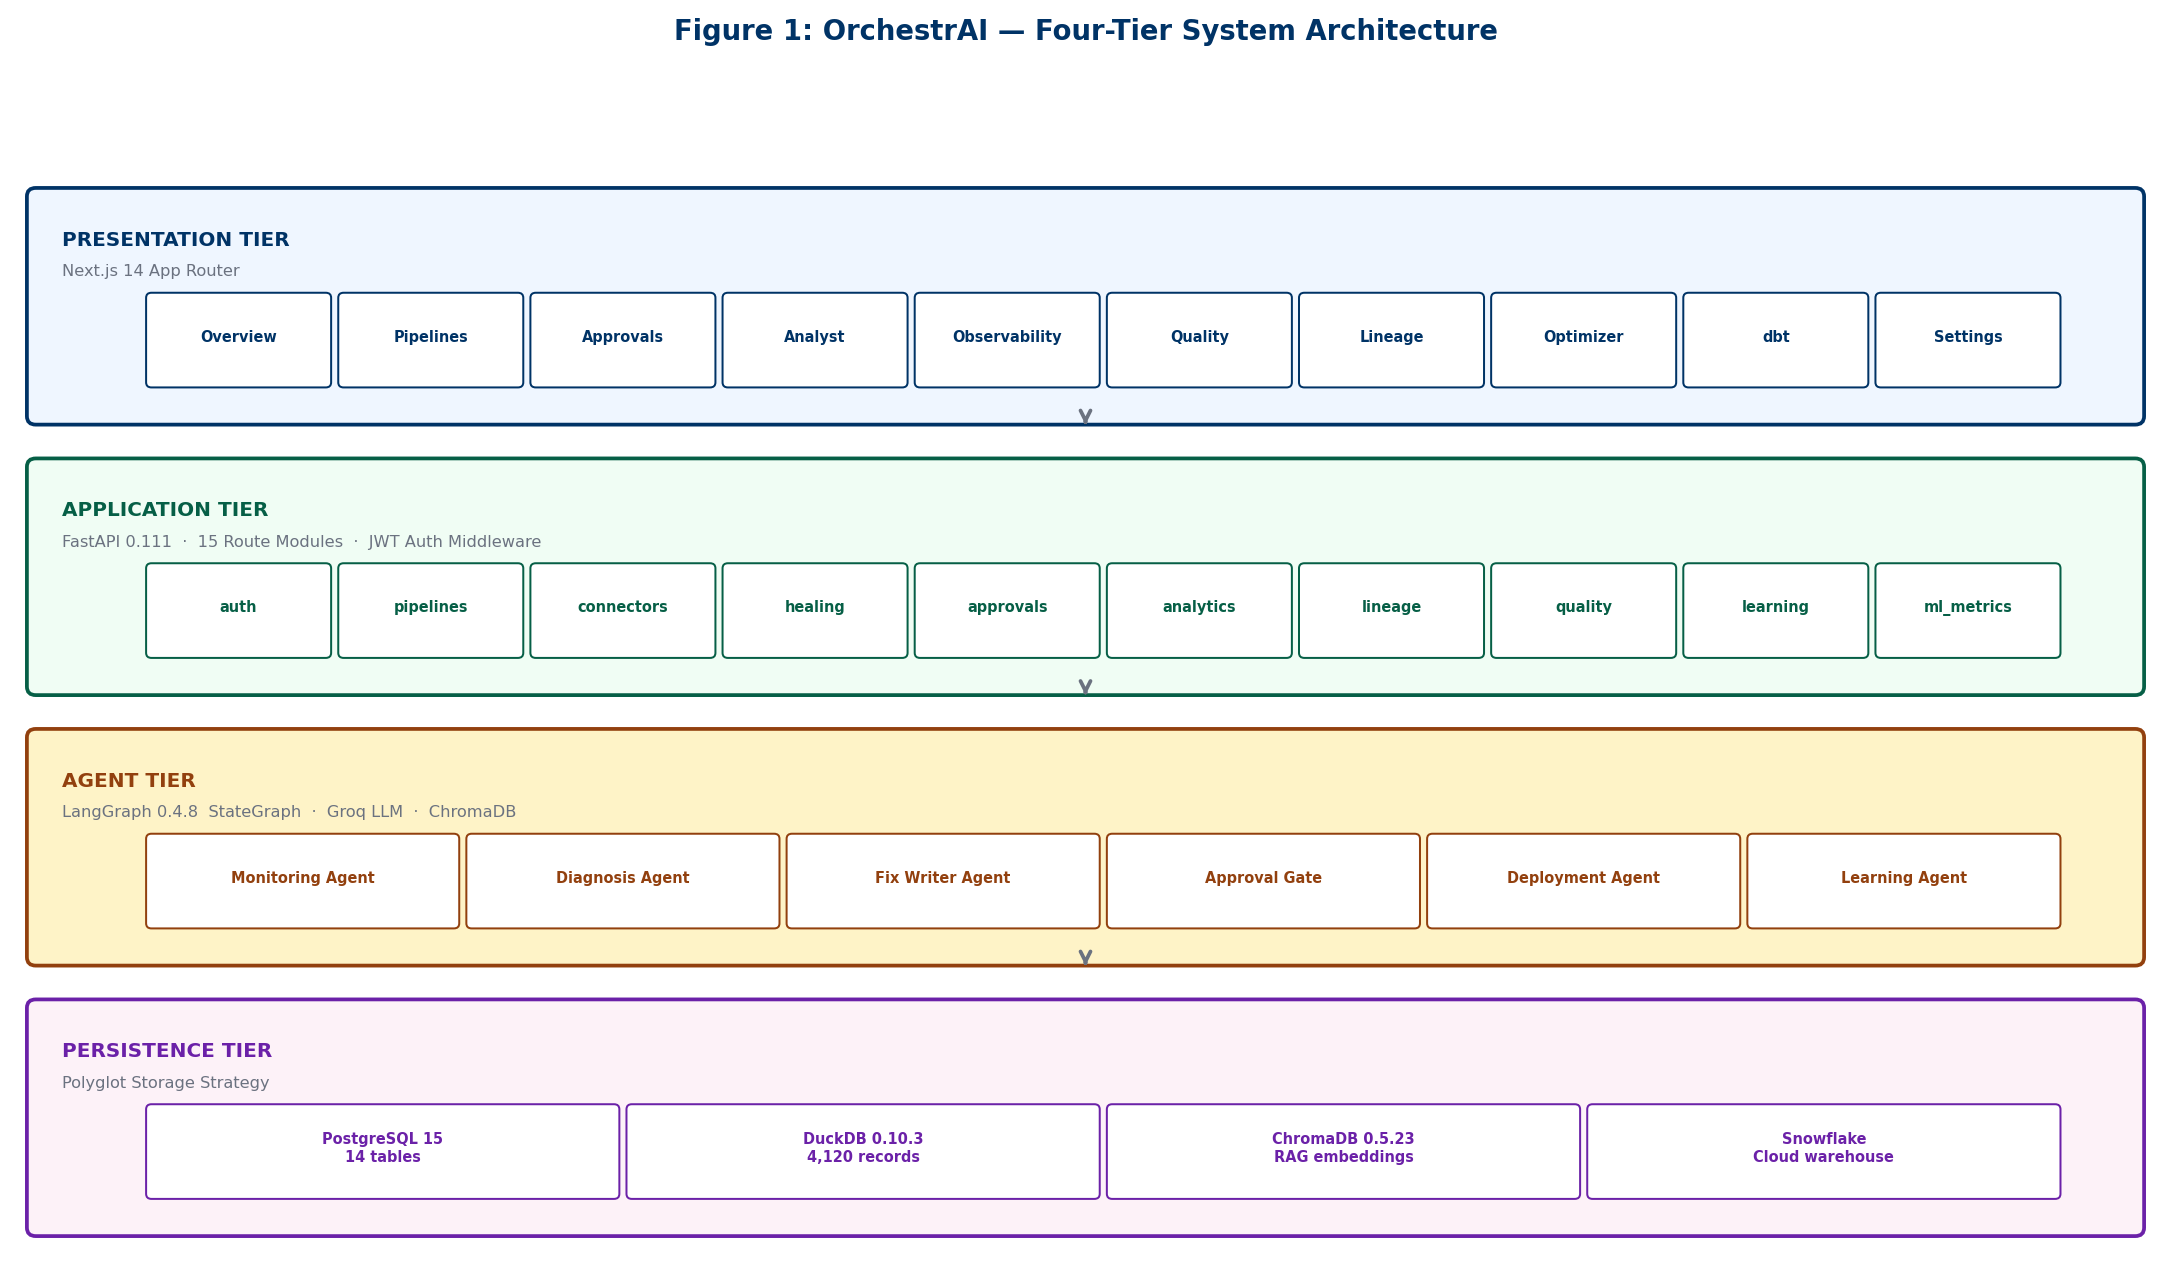 Figure 1: OrchestrAI — Four-Tier System Architecture
PRESENTATION TIER
Next.js 14 App Router
Overview
Pipelines
Approvals
Analyst
Observability
Quality
Lineage
Optimizer
dbt
Settings
APPLICATION TIER
FastAPI 0.111 · 15 Route Modules · JWT Auth Middleware
auth
pipelines
connectors
healing
approvals
analytics
lineage
quality
learning
ml_metrics
AGENT TIER
LangGraph 0.4.8 StateGraph · Groq LLM · ChromaDB
Monitoring Agent
Diagnosis Agent
Fix Writer Agent
Approval Gate
Deployment Agent
Learning Agent
PERSISTENCE TIER
Polyglot Storage Strategy
PostgreSQL 15
14 tables
DuckDB 0.10.3
4,120 records
ChromaDB 0.5.23
RAG embeddings
Snowflake
Cloud warehouse